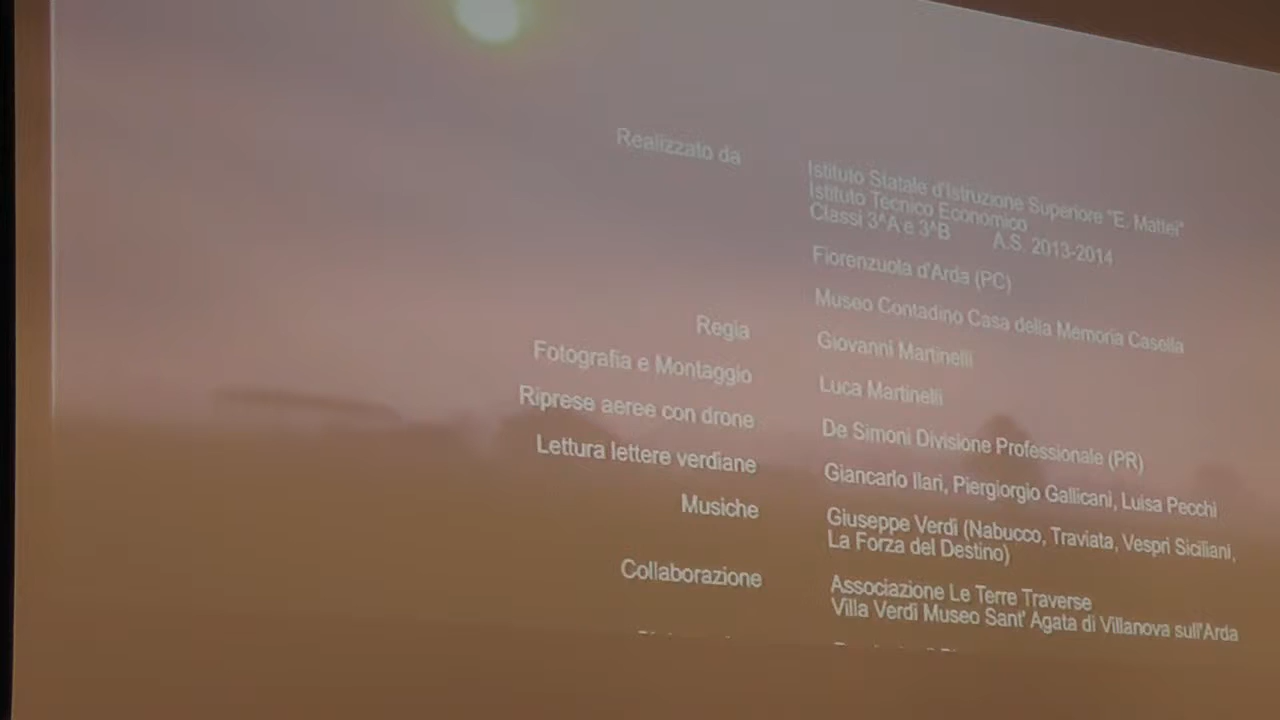 Realizzato da
Istituto Statale d'Istruzione Superiore "E. Mattei"
Istituto Tecnico Economico
Classi 3^A e 3^B A.S. 2013-2014
Fiorenzuola d'Arda (PC)
Museo Contadino Casa della Memoria Casella
Regia Giovanni Martinelli
Fotografia e Montaggio Luca Martinelli
Riprese aeree con drone De Simoni Divisione Professionale (PR)
Lettura lettere verdiane Giancarlo Ilari, Piergiorgio Gallicani, Luisa Pecchi
Musiche Giuseppe Verdi (Nabucco, Traviata, Vespri Siciliani,
La Forza del Destino)
Collaborazione Associazione Le Terre Traverse
Villa Verdi Museo Sant' Agata di Villanova sull'Arda